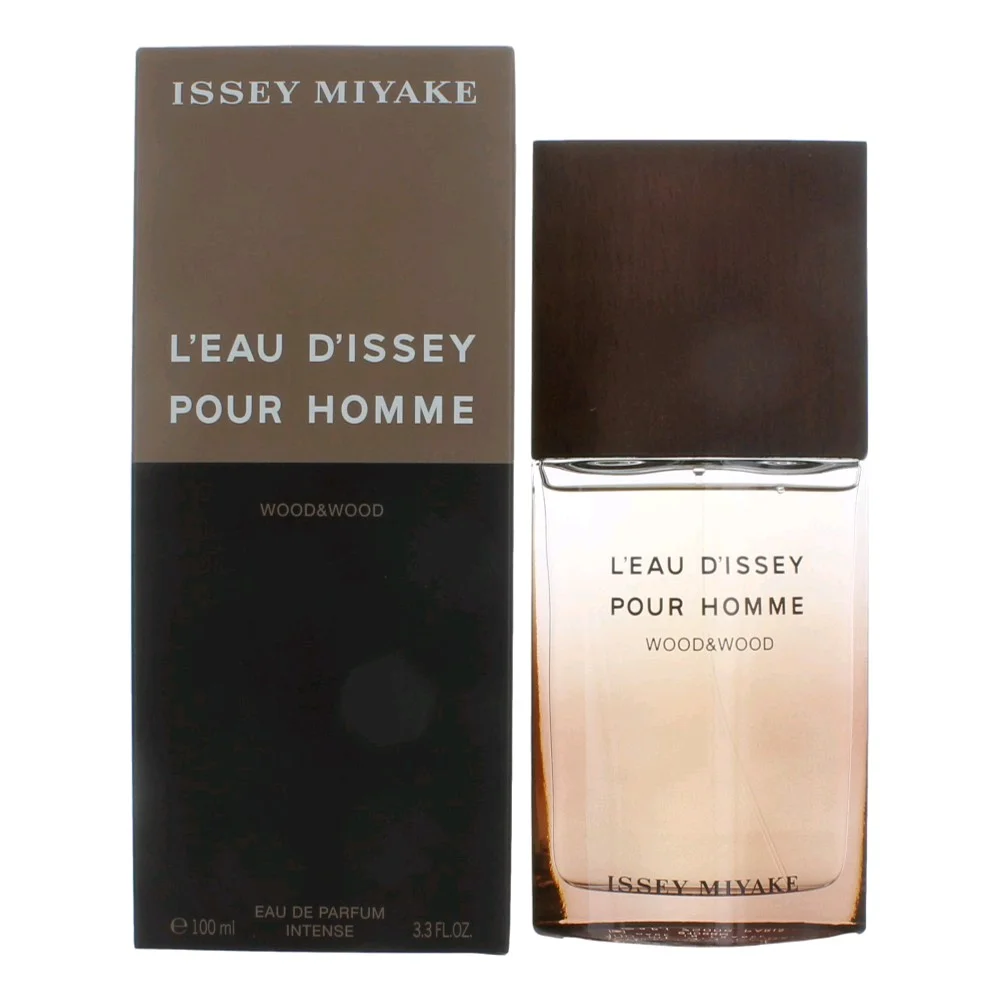 ISSEY MIYAKE
L'EAU D'ISSEY
POUR HOMME
WOOD&WOOD
EAU DE PARFUM
INTENSE
℮ 100 ml
3.3 FL.OZ.
L'EAU D'ISSEY
POUR HOMME
WOOD&WOOD
ISSEY MIYAKE